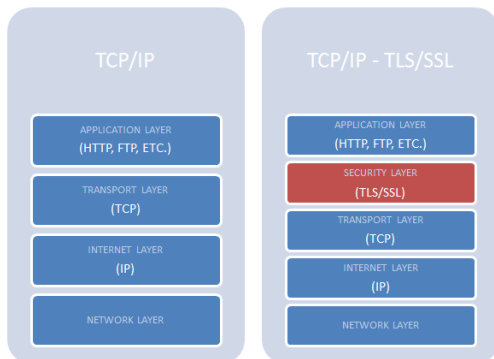 TCP/IP
APPLICATION LAYER
(HTTP, FTP, ETC.)
TRANSPORT LAYER
(TCP)
INTERNET LAYER
(IP)
NETWORK LAYER
TCP/IP - TLS/SSL
APPLICATION LAYER
(HTTP, FTP, ETC.)
SECURITY LAYER
(TLS/SSL)
TRANSPORT LAYER
(TCP)
INTERNET LAYER
(IP)
NETWORK LAYER